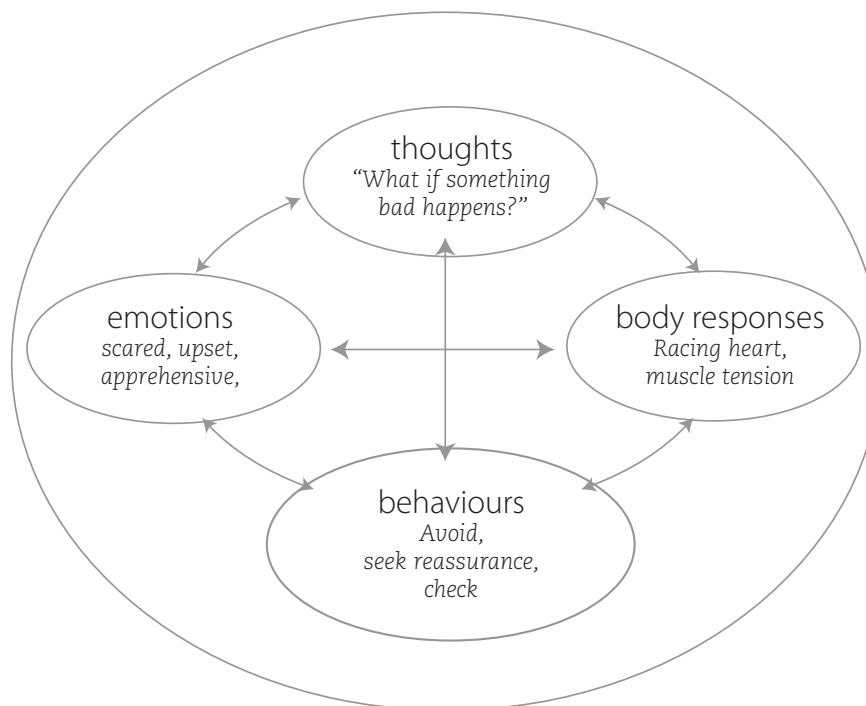 thoughts
“What if something
bad happens?”
emotions
scared, upset,
apprehensive,
body responses
Racing heart,
muscle tension
behaviours
Avoid,
seek reassurance,
check